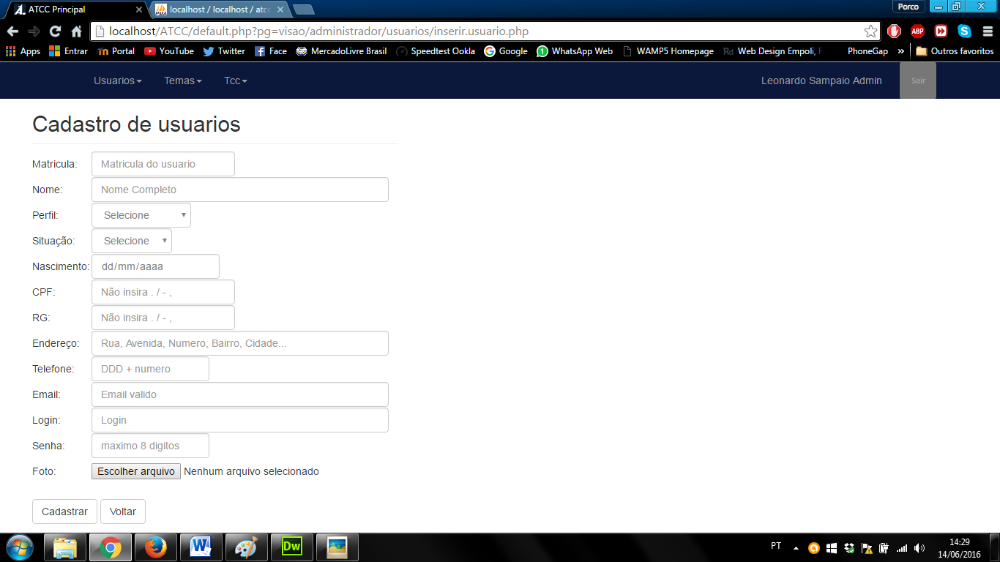 ATCC Principal
localhost / localhost / atcc
Porco
localhost/ATCC/default.php?pg=visao/administrador/usuarios/inserir.usuario.php
ABP
Apps Entrar Portal YouTube Twitter Face MercadoLivre Brasil Speedtest Ookla Google WhatsApp Web WAMP5 Homepage Rd Web Design Empoli, PhoneGap » Outros favoritos
Usuarios Temas Tcc Leonardo Sampaio Admin Sair
Cadastro de usuarios
Matricula: Matricula do usuario
Nome: Nome Completo
Perfil: Selecione
Situação: Selecione
Nascimento: dd/mm/aaaa
CPF: Não insira . / - ,
RG: Não insira . / - ,
Endereço: Rua, Avenida, Numero, Bairro, Cidade...
Telefone: DDD + numero
Email: Email valido
Login: Login
Senha: maximo 8 digitos
Foto: Escolher arquivo Nenhum arquivo selecionado
Cadastrar Voltar
W Dw PT 14:29
14/06/2016